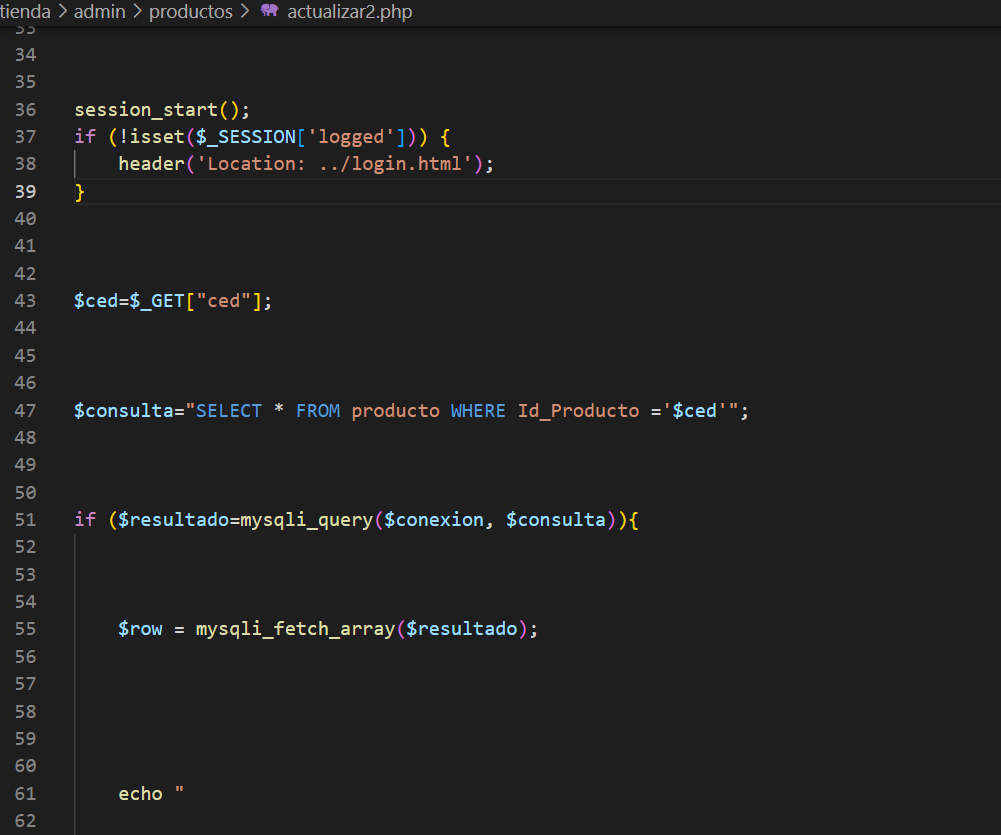 tienda > admin > productos > actualizar2.php
33
34
35
36 session_start();
37 if (!isset($_SESSION['logged'])) {
38     header('Location: ../login.html');
39 }
40
41
42
43 $ced=$_GET["ced"];
44
45
46
47 $consulta="SELECT * FROM producto WHERE Id_Producto ='$ced'";
48
49
50
51 if ($resultado=mysqli_query($conexion, $consulta)){
52
53
54
55     $row = mysqli_fetch_array($resultado);
56
57
58
59
60
61     echo "
62